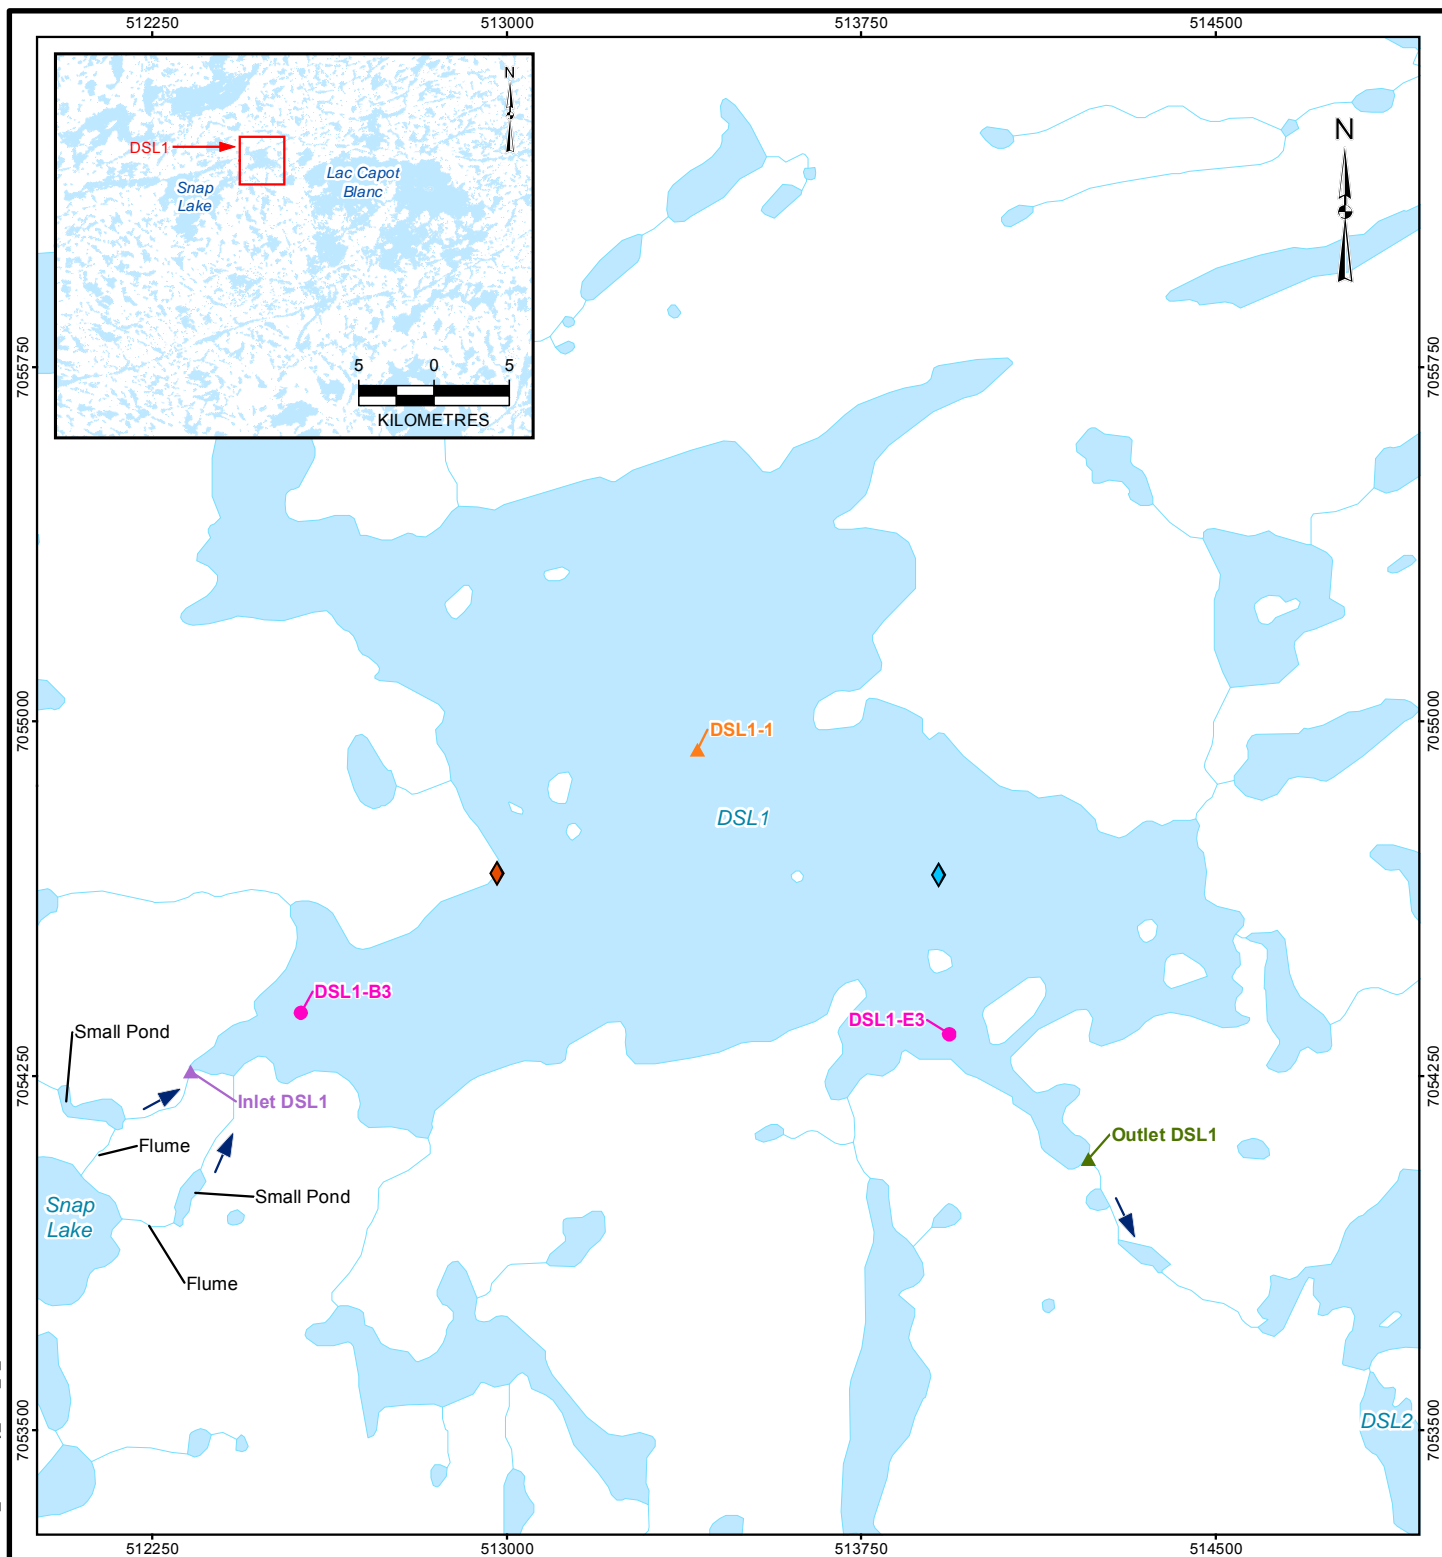 512250
513000
513750
514500
N
DSL1
Snap
Lake
Lac Capot
Blanc
5
0
5
KILOMETRES
N
7055750
7055750
7055000
7055000
DSL1-1
DSL1
DSL1-B3
DSL1-E3
Small Pond
7054250
7054250
Inlet DSL1
Outlet DSL1
Flume
Small Pond
Snap
Lake
Flume
7053500
DSL2
7053500
512250
513000
513750
514500